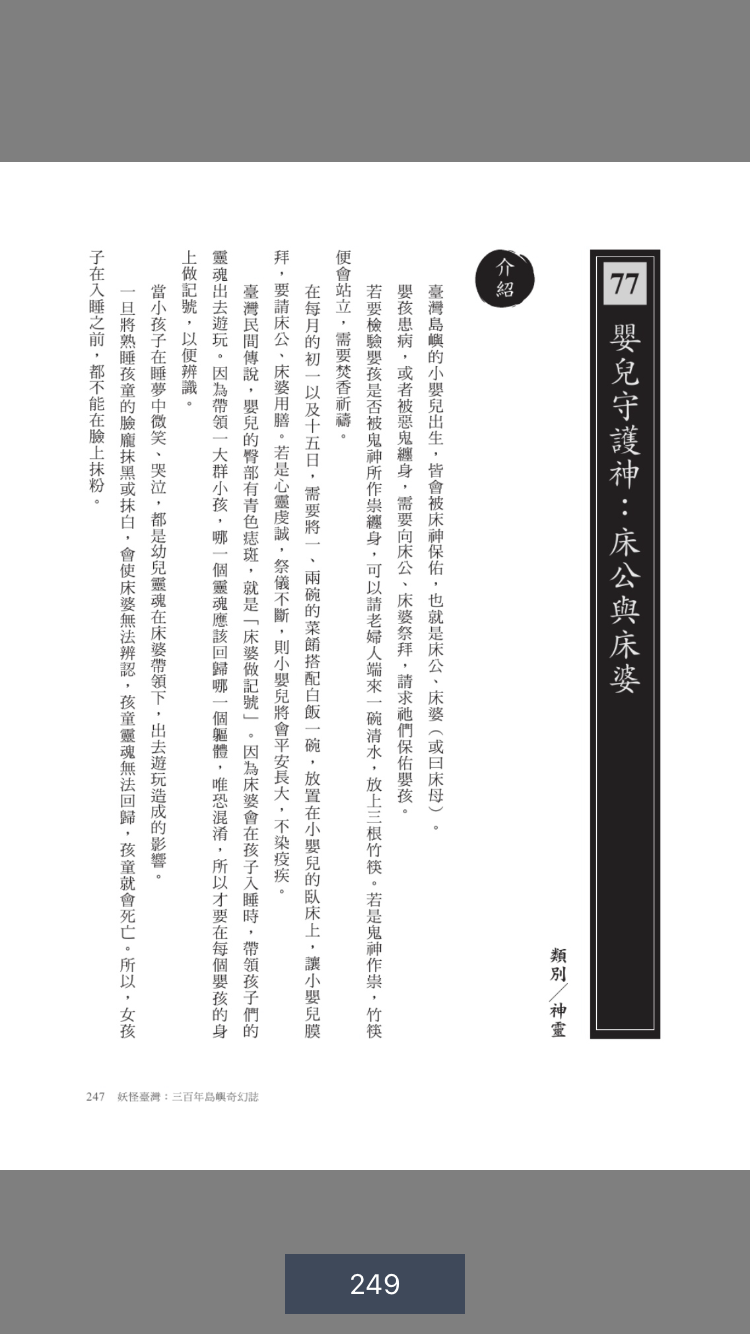 77
嬰兒守護神：床公與床婆
類別／神靈
介紹
臺灣島嶼的小嬰兒出生，皆會被床神保佑，也就是床公、床婆（或曰床母）。
嬰孩患病，或者被惡鬼纏身，需要向床公、床婆祭拜，請求祂們保佑嬰孩。
若要檢驗嬰孩是否被鬼神所作祟纏身，可以請老婦人端來一碗清水，放上三根竹筷。若是鬼神作祟，竹筷
便會站立，需要焚香祈禱。
在每月的初一以及十五日，需要將一、兩碗的菜餚搭配白飯一碗，放置在小嬰兒的臥床上，讓小嬰兒膜
拜，要請床公、床婆用膳。若是心靈虔誠，祭儀不斷，則小嬰兒將會平安長大，不染疫疾。
臺灣民間傳說，嬰兒的臀部有青色痣斑，就是「床婆做記號」。因為床婆會在孩子入睡時，帶領孩子們的
靈魂出去遊玩。因為帶領一大群小孩，哪一個靈魂應該回歸哪一個軀體，唯恐混淆，所以才要在每個嬰孩的身
上做記號，以便辨識。
當小孩子在睡夢中微笑、哭泣，都是幼兒靈魂在床婆帶領下，出去遊玩造成的影響。
一旦將熟睡孩童的臉龐抹黑或抹白，會使床婆無法辨認，孩童靈魂無法回歸，孩童就會死亡。所以，女孩
子在入睡之前，都不能在臉上抹粉。
247 妖怪臺灣：三百年島嶼奇幻誌
249